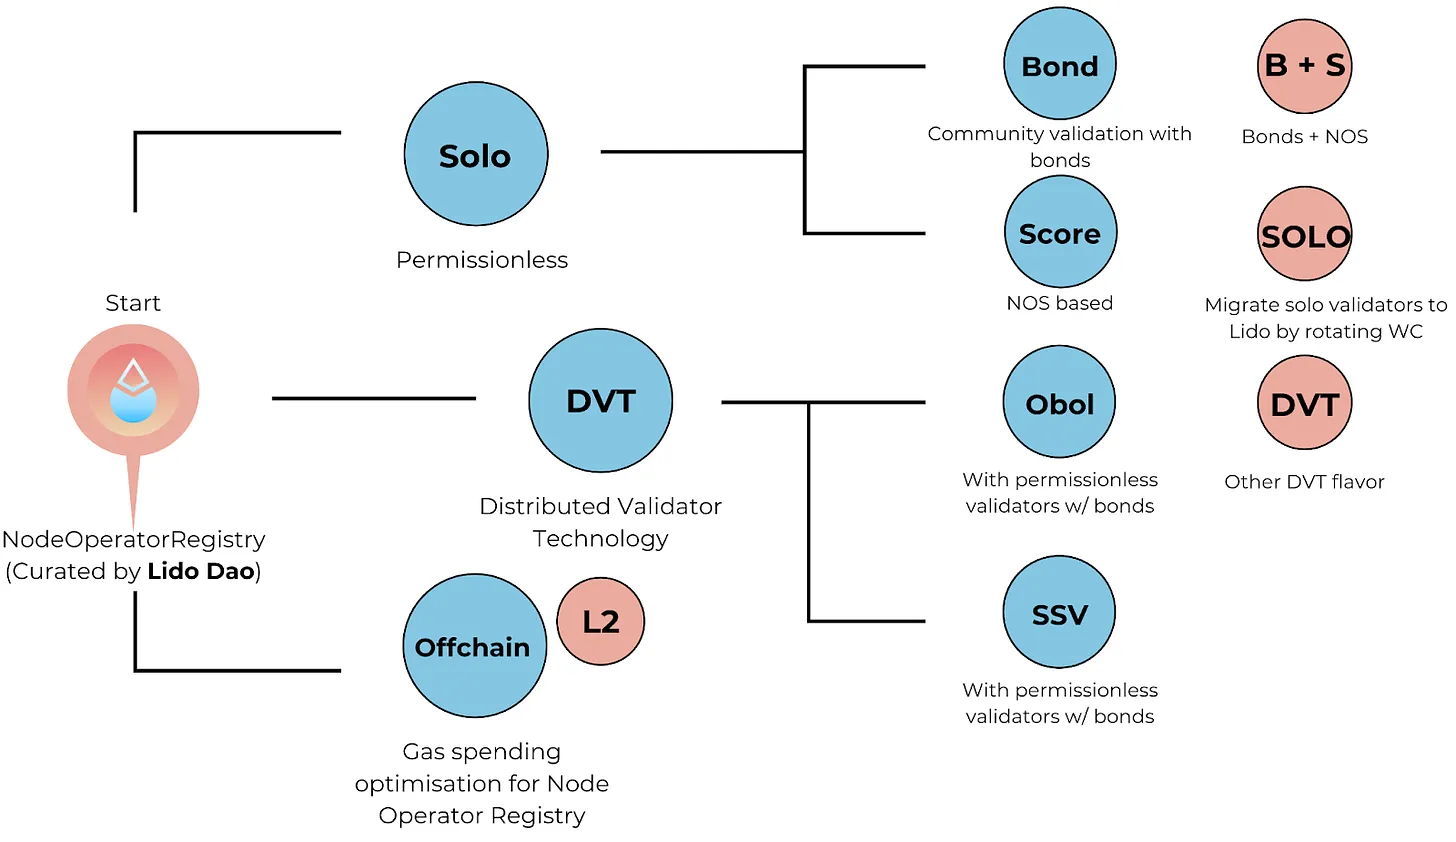 Start
NodeOperatorRegistry
(Curated by Lido Dao)
Solo
Permissionless
DVT
Distributed Validator
Technology
Offchain
L2
Gas spending
optimisation for Node
Operator Registry
Bond
Community validation with
bonds
B + S
Bonds + NOS
Score
NOS based
SOLO
Migrate solo validators to
Lido by rotating WC
Obol
With permissionless
validators w/ bonds
DVT
Other DVT flavor
SSV
With permissionless
validators w/ bonds